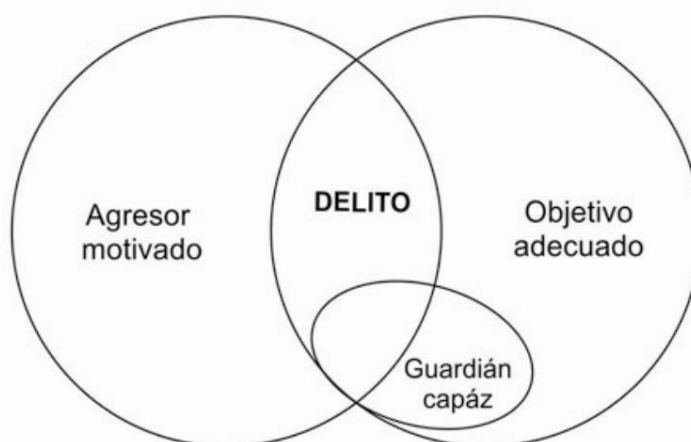 Agresor
motivado
DELITO
Objetivo
adecuado
Guardián
capáz